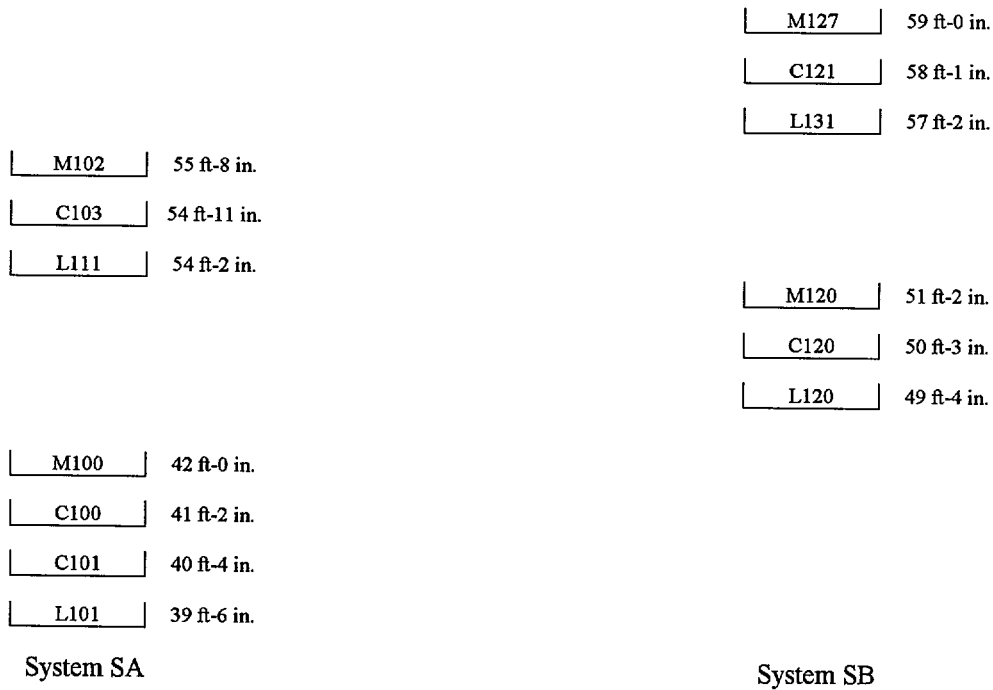 M127 59 ft-0 in.
C121 58 ft-1 in.
L131 57 ft-2 in.
M102 55 ft-8 in.
C103 54 ft-11 in.
L111 54 ft-2 in.
M120 51 ft-2 in.
C120 50 ft-3 in.
L120 49 ft-4 in.
M100 42 ft-0 in.
C100 41 ft-2 in.
C101 40 ft-4 in.
L101 39 ft-6 in.
System SA
System SB